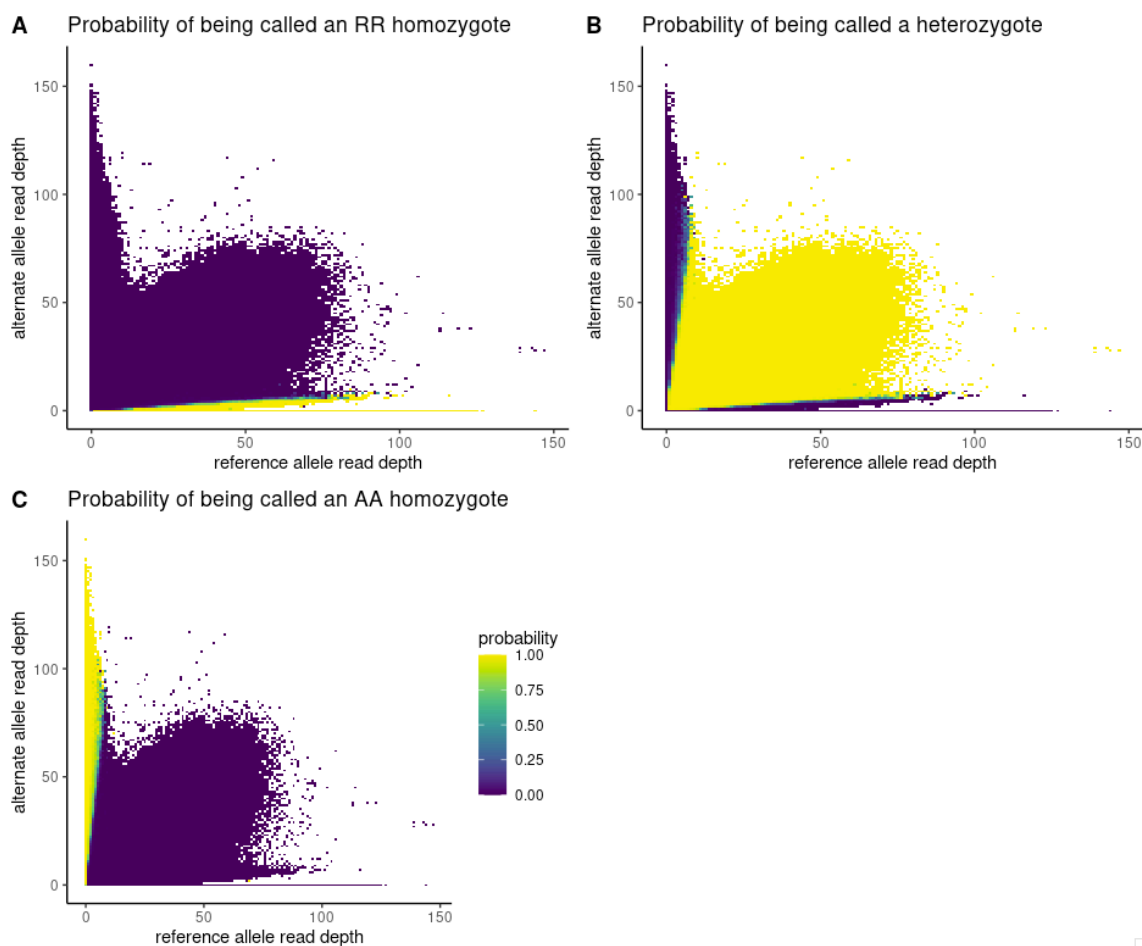 A Probability of being called an RR homozygote
150
100
50
0
alternate allele read depth
0 50 100 150
reference allele read depth
B Probability of being called a heterozygote
150
100
50
0
alternate allele read depth
0 50 100 150
reference allele read depth
C Probability of being called an AA homozygote
150
100
50
0
alternate allele read depth
0 50 100 150
reference allele read depth
probability
1.00
0.75
0.50
0.25
0.00